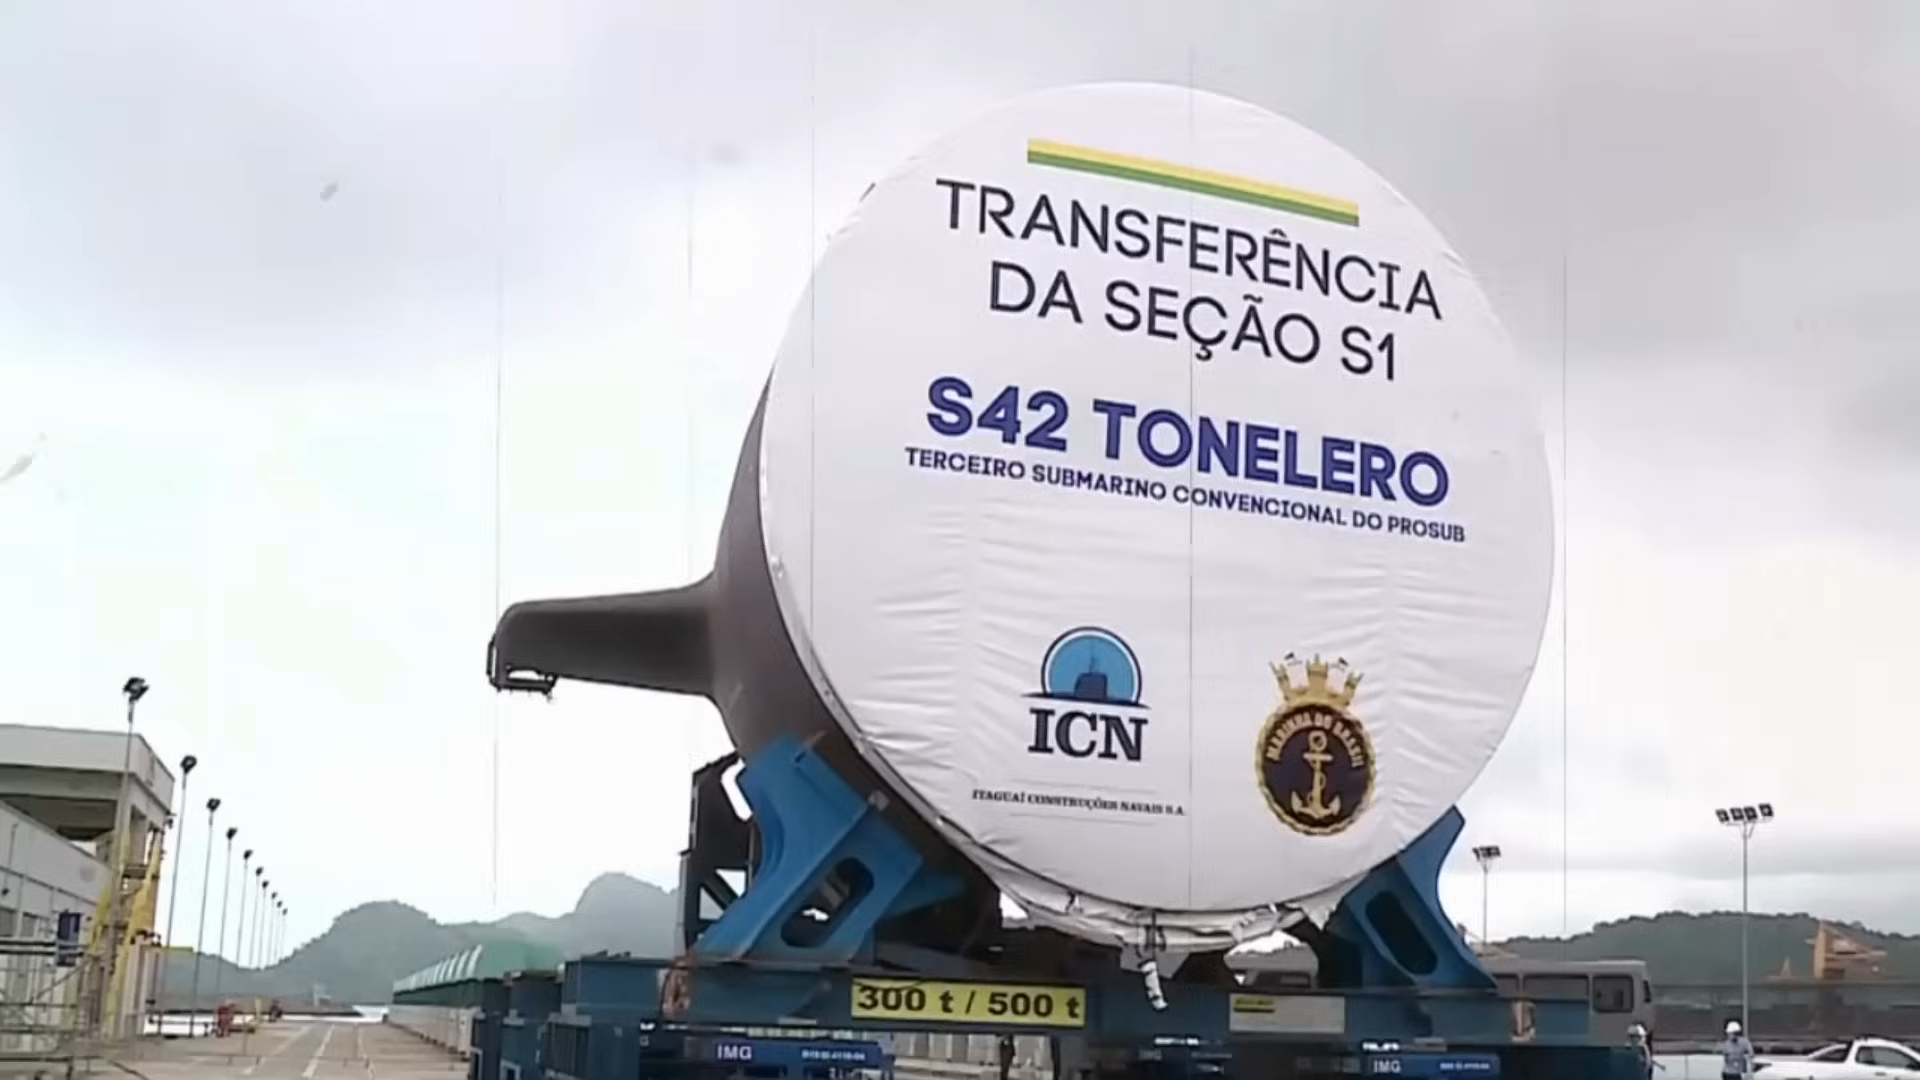 TRANSFERÊNCIA
DA SEÇÃO S1
S42 TONELERO
TERCEIRO SUBMARINO CONVENCIONAL DO PROSUB
ICN
ITAGUAÍ CONSTRUÇÕES NAVAIS S.A.
MARINHA DO BRASIL
300 t / 500 t
IMG
IMG